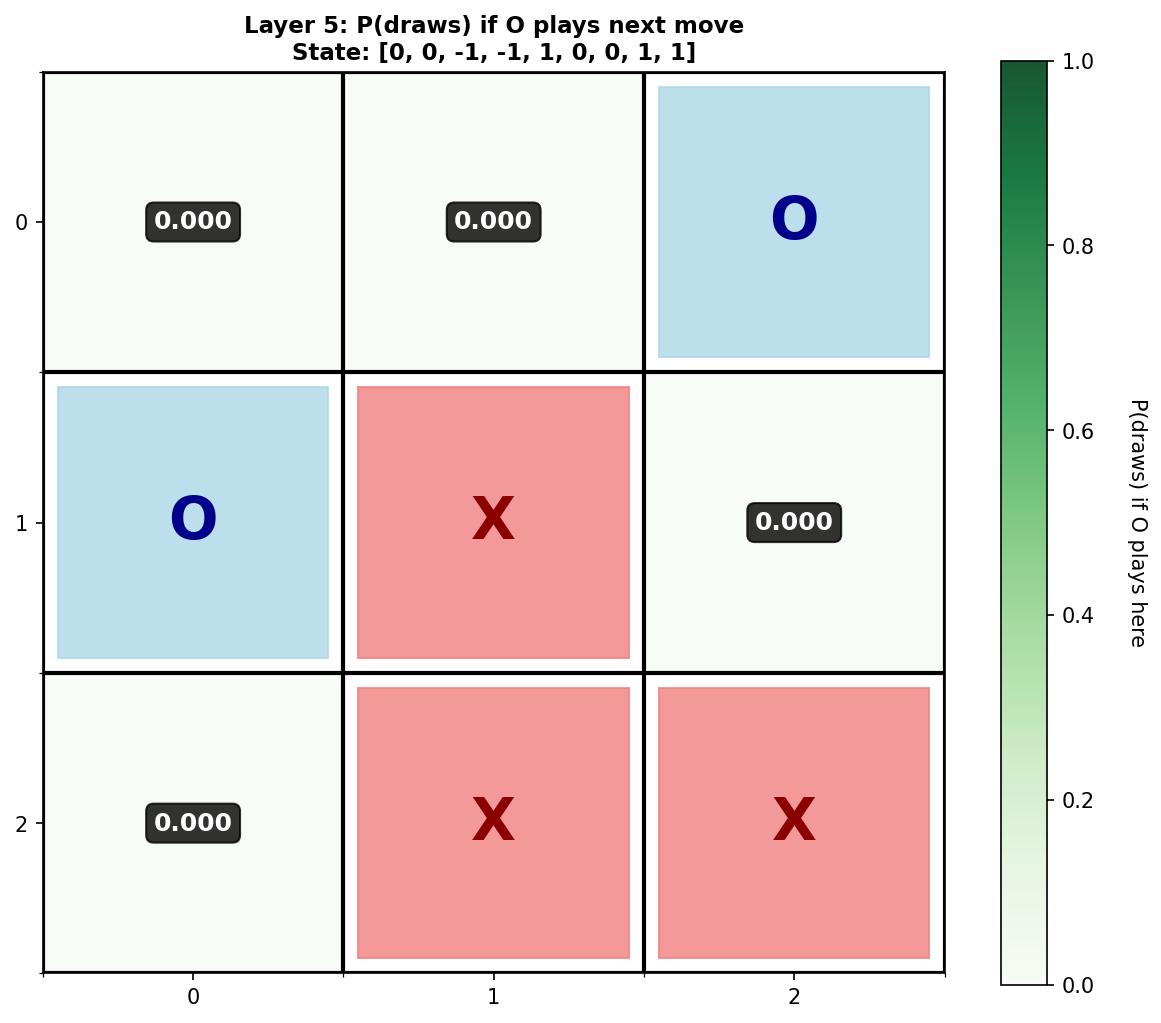 Layer 5: P(draws) if O plays next move
State: [0, 0, -1, -1, 1, 0, 0, 1, 1]
0.000
0.000
O
O
X
0.000
0.000
X
X
0
1
2
0
1
2
1.0
0.8
0.6
0.4
0.2
0.0
P(draws) if O plays here